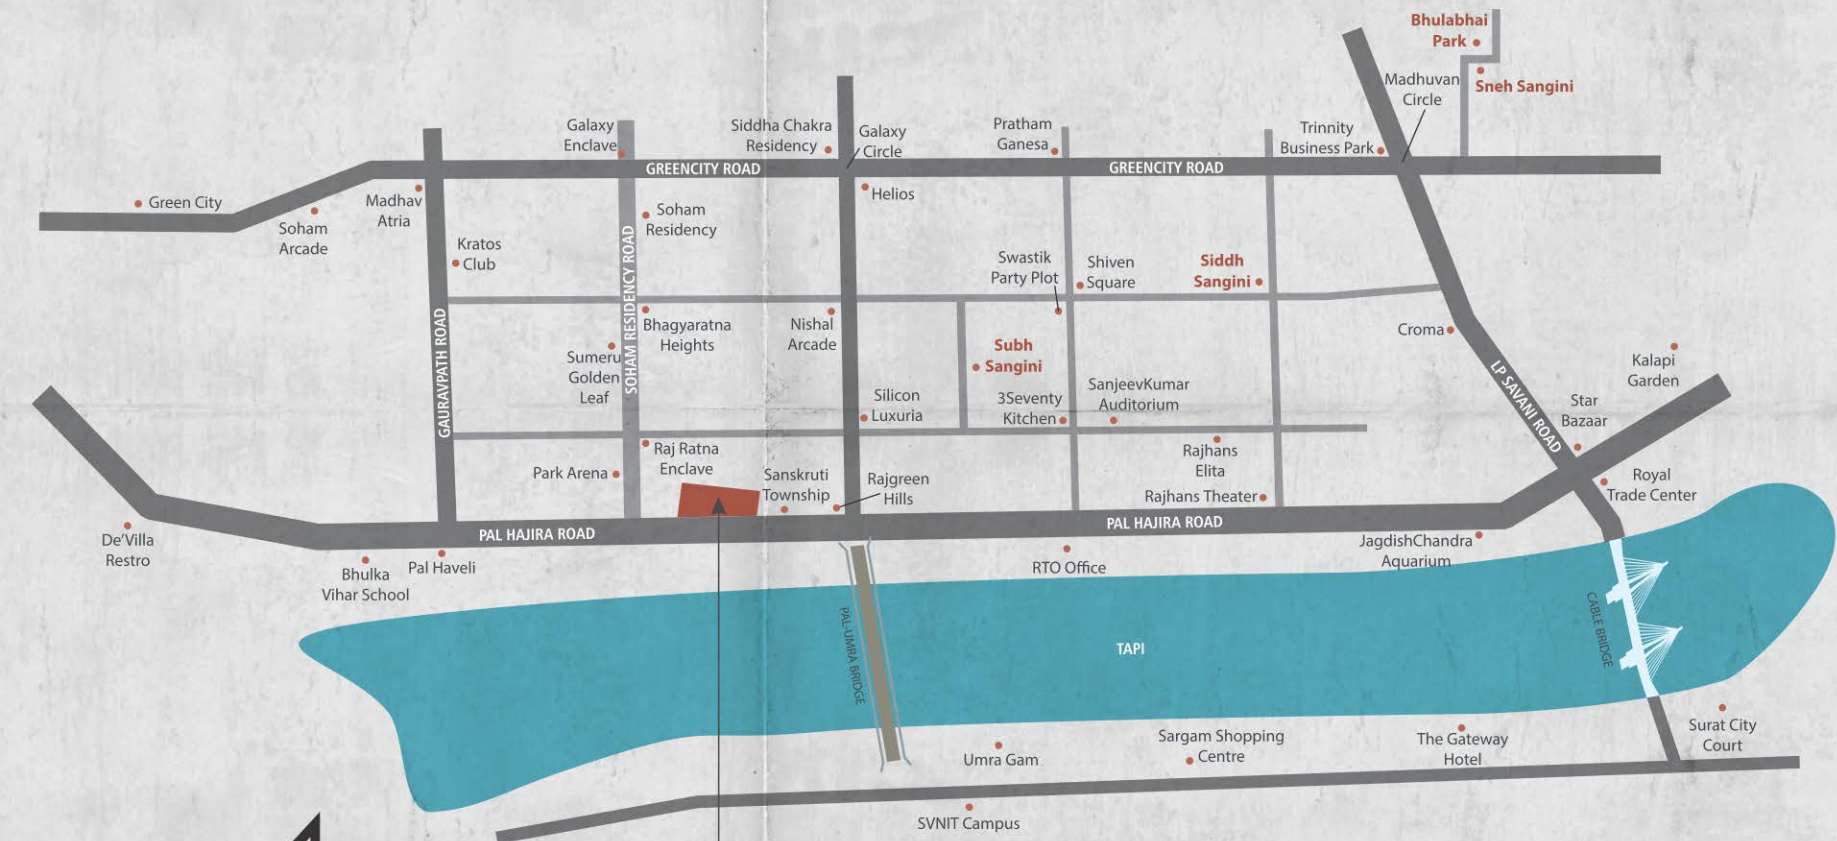 Bhulabhai
Park
Sneh Sangini
Madhuvan
Circle
Galaxy
Enclave
Siddha Chakra
Residency
Galaxy
Circle
Pratham
Ganesa
Trinnity
Business Park
GREENCITY ROAD
GREENCITY ROAD
Green City
Soham
Arcade
Madhav
Atria
Helios
Soham
Residency
Kratos
Club
Swastik
Party Plot
Shiven
Square
Siddh
Sangini
GAURAVPATH ROAD
SOHAM RESIDENCY ROAD
Bhagyaratna
Heights
Nishal
Arcade
Croma
Sumeru
Golden
Leaf
Subh
Sangini
LP SAVANI ROAD
Kalapi
Garden
Silicon
Luxuria
3Seventy
Kitchen
SanjeevKumar
Auditorium
Star
Bazaar
Park Arena
Raj Ratna
Enclave
Sanskruti
Township
Rajgreen
Hills
Rajhans
Elita
Rajhans Theater
Royal
Trade Center
PAL HAJIRA ROAD
PAL HAJIRA ROAD
De'Villa
Restro
Bhulka
Vihar School
Pal Haveli
RTO Office
JagdishChandra
Aquarium
PAL-UMRA BRIDGE
TAPI
CABLE BRIDGE
Umra Gam
Sargam Shopping
Centre
The Gateway
Hotel
Surat City
Court
SVNIT Campus